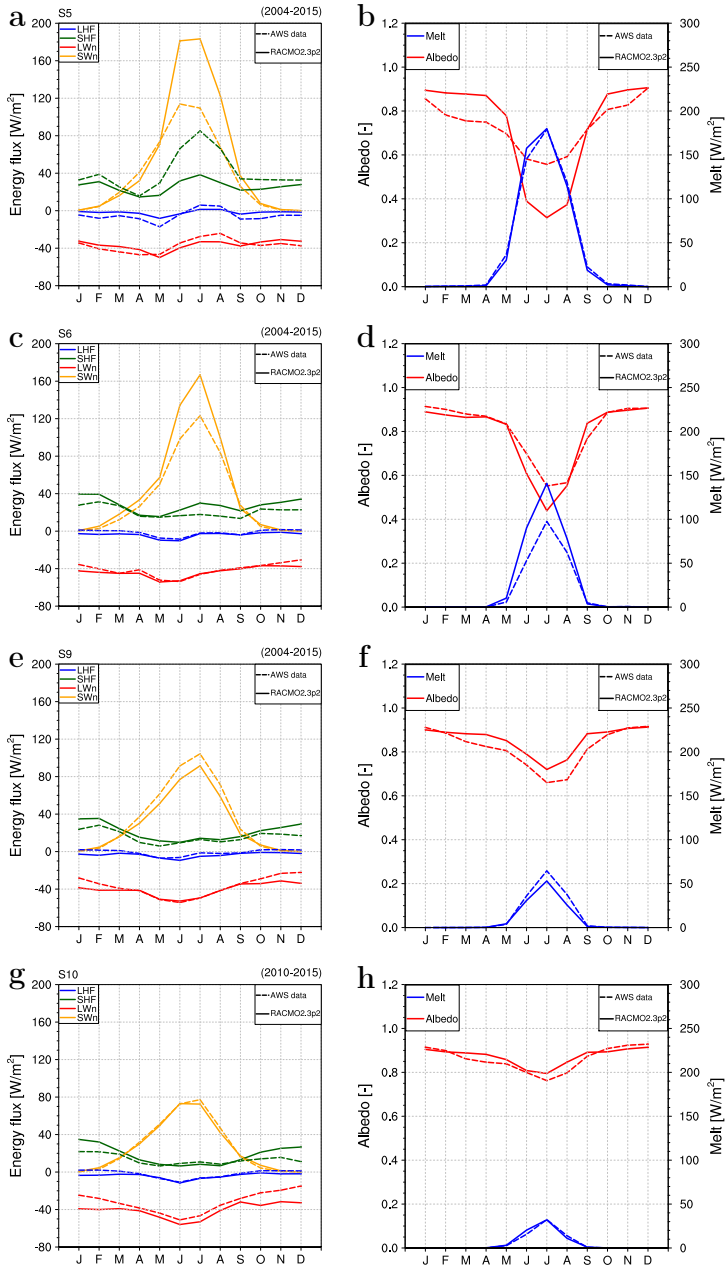 a
S5 (2004-2015)
LHF
SHF
LWn
SWn
AWS data
RACMO2.3p2
Energy flux [W/m²]
200
160
120
80
40
0
-40
-80
J F M A M J J A S O N D
b
Melt
Albedo
AWS data
RACMO2.3p2
Albedo [-]
1.2
1.0
0.8
0.6
0.4
0.2
0.0
Melt [W/m²]
300
250
200
150
100
50
0
J F M A M J J A S O N D
c
S6 (2004-2015)
LHF
SHF
LWn
SWn
AWS data
RACMO2.3p2
Energy flux [W/m²]
200
160
120
80
40
0
-40
-80
J F M A M J J A S O N D
d
Melt
Albedo
AWS data
RACMO2.3p2
Albedo [-]
1.2
1.0
0.8
0.6
0.4
0.2
0.0
Melt [W/m²]
300
250
200
150
100
50
0
J F M A M J J A S O N D
e
S9 (2004-2015)
LHF
SHF
LWn
SWn
AWS data
RACMO2.3p2
Energy flux [W/m²]
200
160
120
80
40
0
-40
-80
J F M A M J J A S O N D
f
Melt
Albedo
AWS data
RACMO2.3p2
Albedo [-]
1.2
1.0
0.8
0.6
0.4
0.2
0.0
Melt [W/m²]
300
250
200
150
100
50
0
J F M A M J J A S O N D
g
S10 (2010-2015)
LHF
SHF
LWn
SWn
AWS data
RACMO2.3p2
Energy flux [W/m²]
200
160
120
80
40
0
-40
-80
J F M A M J J A S O N D
h
Melt
Albedo
AWS data
RACMO2.3p2
Albedo [-]
1.2
1.0
0.8
0.6
0.4
0.2
0.0
Melt [W/m²]
300
250
200
150
100
50
0
J F M A M J J A S O N D